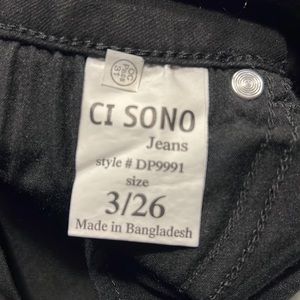 CI SONO
Jeans
style # DP9991
size
3/26
Made in Bangladesh